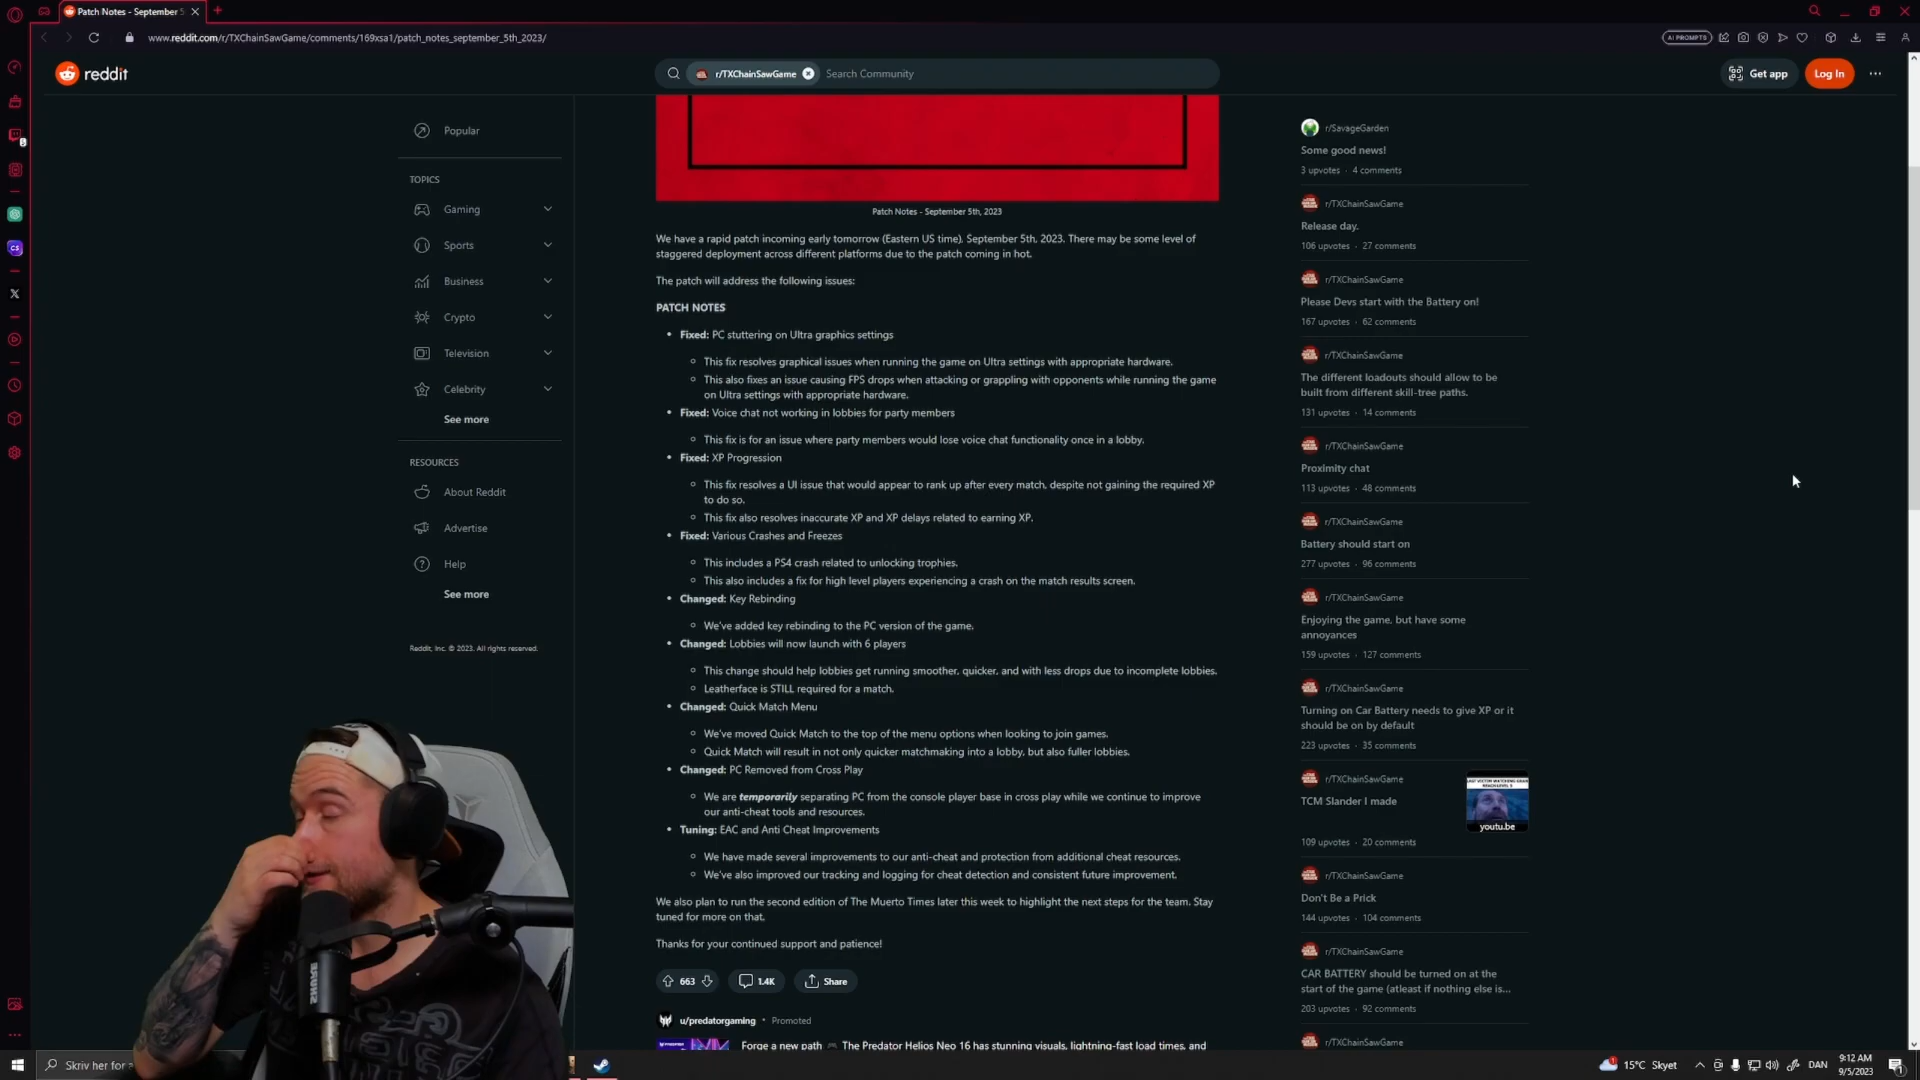 Patch Notes - September 5
www.reddit.com/r/TXChainSawGame/comments/169xsa1/patch_notes_september_5th_2023/
AI PROMPTS
reddit
r/TXChainSawGame
Search Community
Get app
Log In
Popular
TOPICS
Gaming
Sports
Business
Crypto
Television
Celebrity
See more
RESOURCES
About Reddit
Advertise
Help
See more
Reddit, Inc. © 2023. All rights reserved.
Patch Notes - September 5th, 2023
We have a rapid patch incoming early tomorrow (Eastern US time), September 5th, 2023. There may be some level of
staggered deployment across different platforms due to the patch coming in hot.
The patch will address the following issues:
PATCH NOTES
Fixed: PC stuttering on Ultra graphics settings
This fix resolves graphical issues when running the game on Ultra settings with appropriate hardware.
This also fixes an issue causing FPS drops when attacking or grappling with opponents while running the game
on Ultra settings with appropriate hardware.
Fixed: Voice chat not working in lobbies for party members
This fix is for an issue where party members would lose voice chat functionality once in a lobby.
Fixed: XP Progression
This fix resolves a UI issue that would appear to rank up after every match, despite not gaining the required XP
to do so.
This fix also resolves inaccurate XP and XP delays related to earning XP.
Fixed: Various Crashes and Freezes
This includes a PS4 crash related to unlocking trophies.
This also includes a fix for high level players experiencing a crash on the match results screen.
Changed: Key Rebinding
We've added key rebinding to the PC version of the game.
Changed: Lobbies will now launch with 6 players
This change should help lobbies get running smoother, quicker, and with less drops due to incomplete lobbies.
Leatherface is STILL required for a match.
Changed: Quick Match Menu
We've moved Quick Match to the top of the menu options when looking to join games.
Quick Match will result in not only quicker matchmaking into a lobby, but also fuller lobbies.
Changed: PC Removed from Cross Play
We are temporarily separating PC from the console player base in cross play while we continue to improve
our anti-cheat tools and resources.
Tuning: EAC and Anti Cheat Improvements
We have made several improvements to our anti-cheat and protection from additional cheat resources.
We've also improved our tracking and logging for cheat detection and consistent future improvement.
We also plan to run the second edition of The Muerto Times later this week to highlight the next steps for the team. Stay
tuned for more on that.
Thanks for your continued support and patience!
663
1.4K
Share
u/predatorgaming • Promoted
Forge a new path 🎮 The Predator Helios Neo 16 has stunning visuals, lightning-fast load times, and
r/SavageGarden
Some good news!
3 upvotes · 4 comments
r/TXChainSawGame
Release day.
106 upvotes · 27 comments
r/TXChainSawGame
Please Devs start with the Battery on!
167 upvotes · 62 comments
r/TXChainSawGame
The different loadouts should allow to be
built from different skill-tree paths.
131 upvotes · 14 comments
r/TXChainSawGame
Proximity chat
113 upvotes · 48 comments
r/TXChainSawGame
Battery should start on
277 upvotes · 96 comments
r/TXChainSawGame
Enjoying the game, but have some
annoyances
159 upvotes · 127 comments
r/TXChainSawGame
Turning on Car Battery needs to give XP or it
should be on by default
223 upvotes · 35 comments
r/TXChainSawGame
TCM Slander I made
youtu.be
109 upvotes · 20 comments
r/TXChainSawGame
Don't Be a Prick
144 upvotes · 104 comments
r/TXChainSawGame
CAR BATTERY should be turned on at the
start of the game (atleast if nothing else is...
203 upvotes · 92 comments
r/TXChainSawGame
Skriv her for a
15°C Skyet
DAN
9:12 AM
9/5/2023